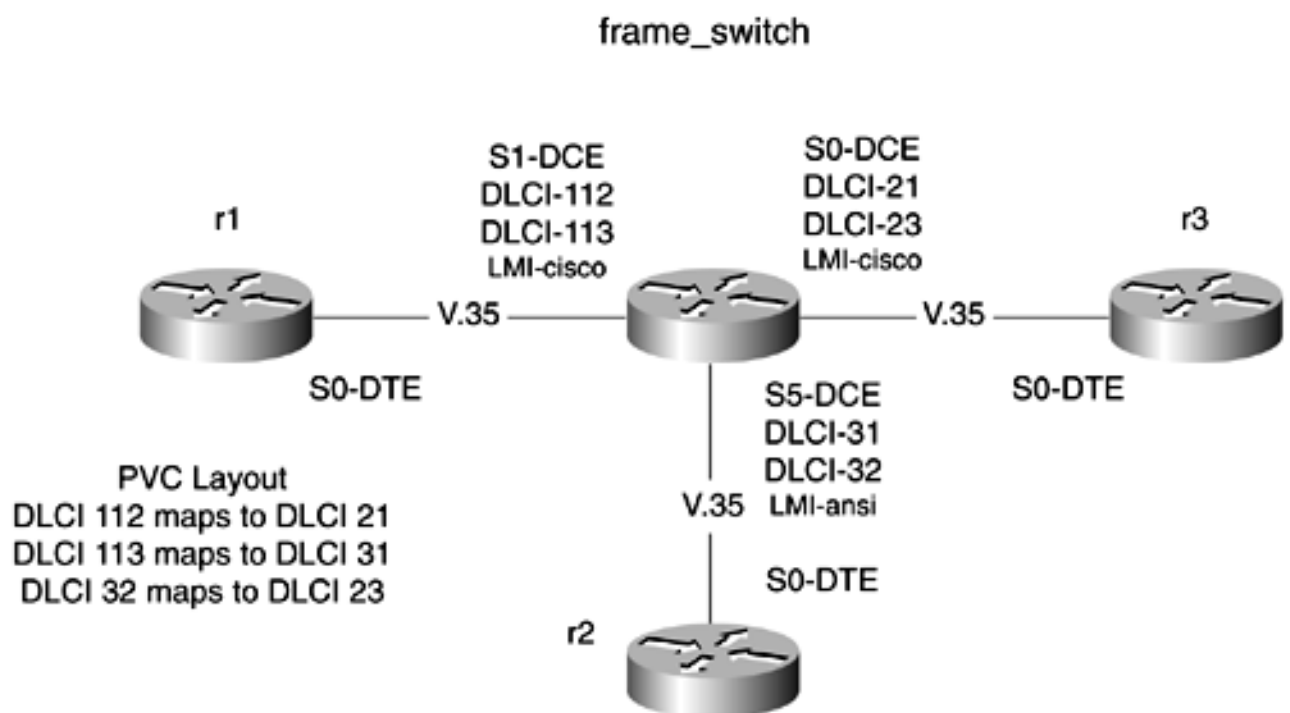 frame_switch
S1-DCE
DLCI-112
DLCI-113
LMI-cisco
S0-DCE
DLCI-21
DLCI-23
LMI-cisco
r1
r3
V.35
V.35
S0-DTE
S0-DTE
S5-DCE
DLCI-31
DLCI-32
LMI-ansi
V.35
PVC Layout
DLCI 112 maps to DLCI 21
DLCI 113 maps to DLCI 31
DLCI 32 maps to DLCI 23
S0-DTE
r2